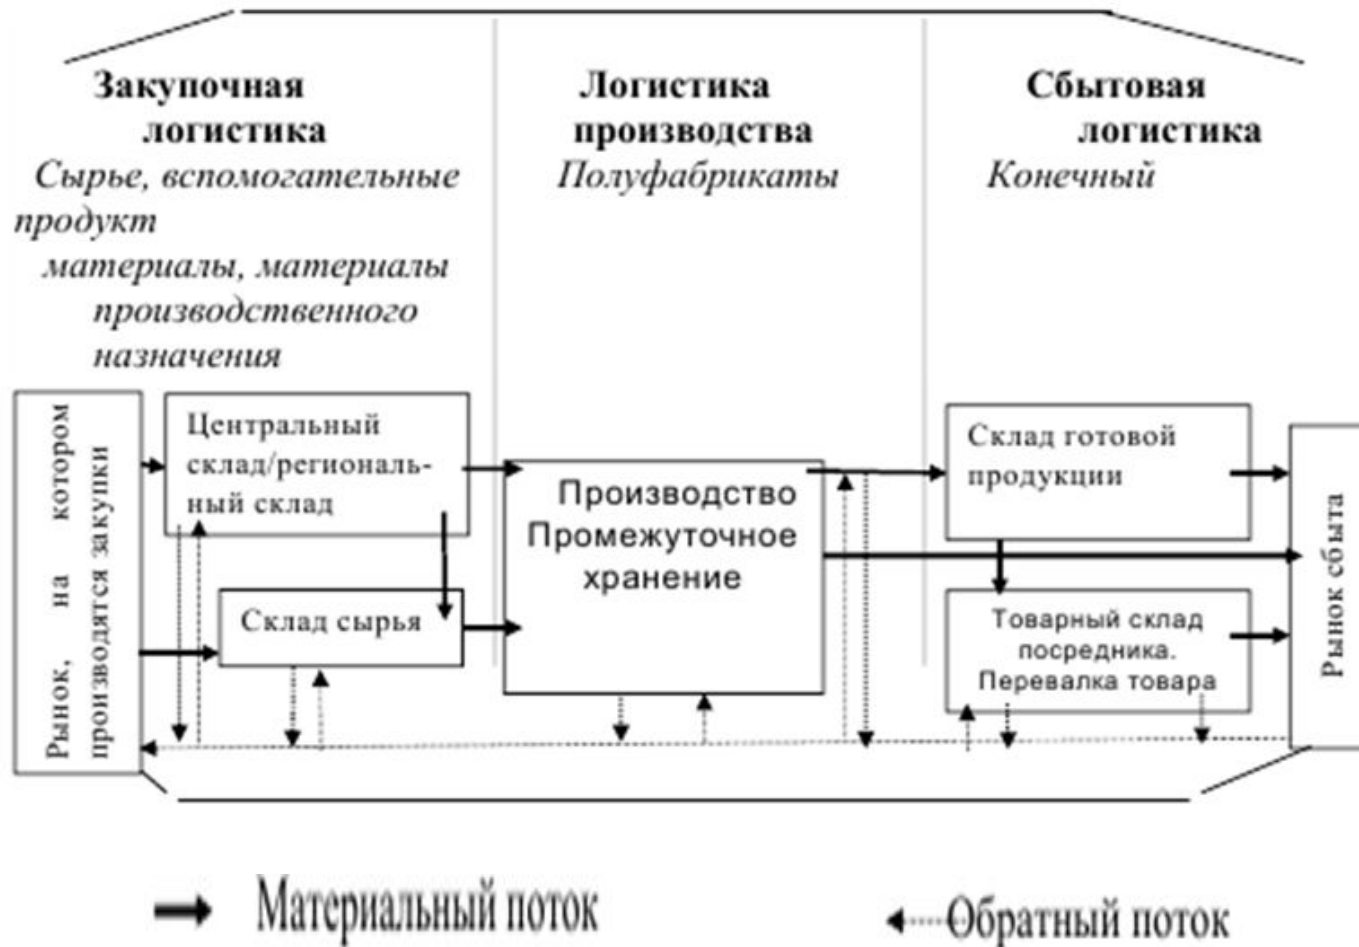 Закупочная
логистика
Сырье, вспомогательные
продукт
материалы, материалы
производственного
назначения
Логистика
производства
Полуфабрикаты
Сбытовая
логистика
Конечный
Рынок, на котором
производятся закупки
Центральный
склад/региональ-
ный склад
Склад сырья
Производство
Промежуточное
хранение
Склад готовой
продукции
Товарный склад
посредника.
Перевалка товара
Рынок сбыта
Материальный поток
Обратный поток